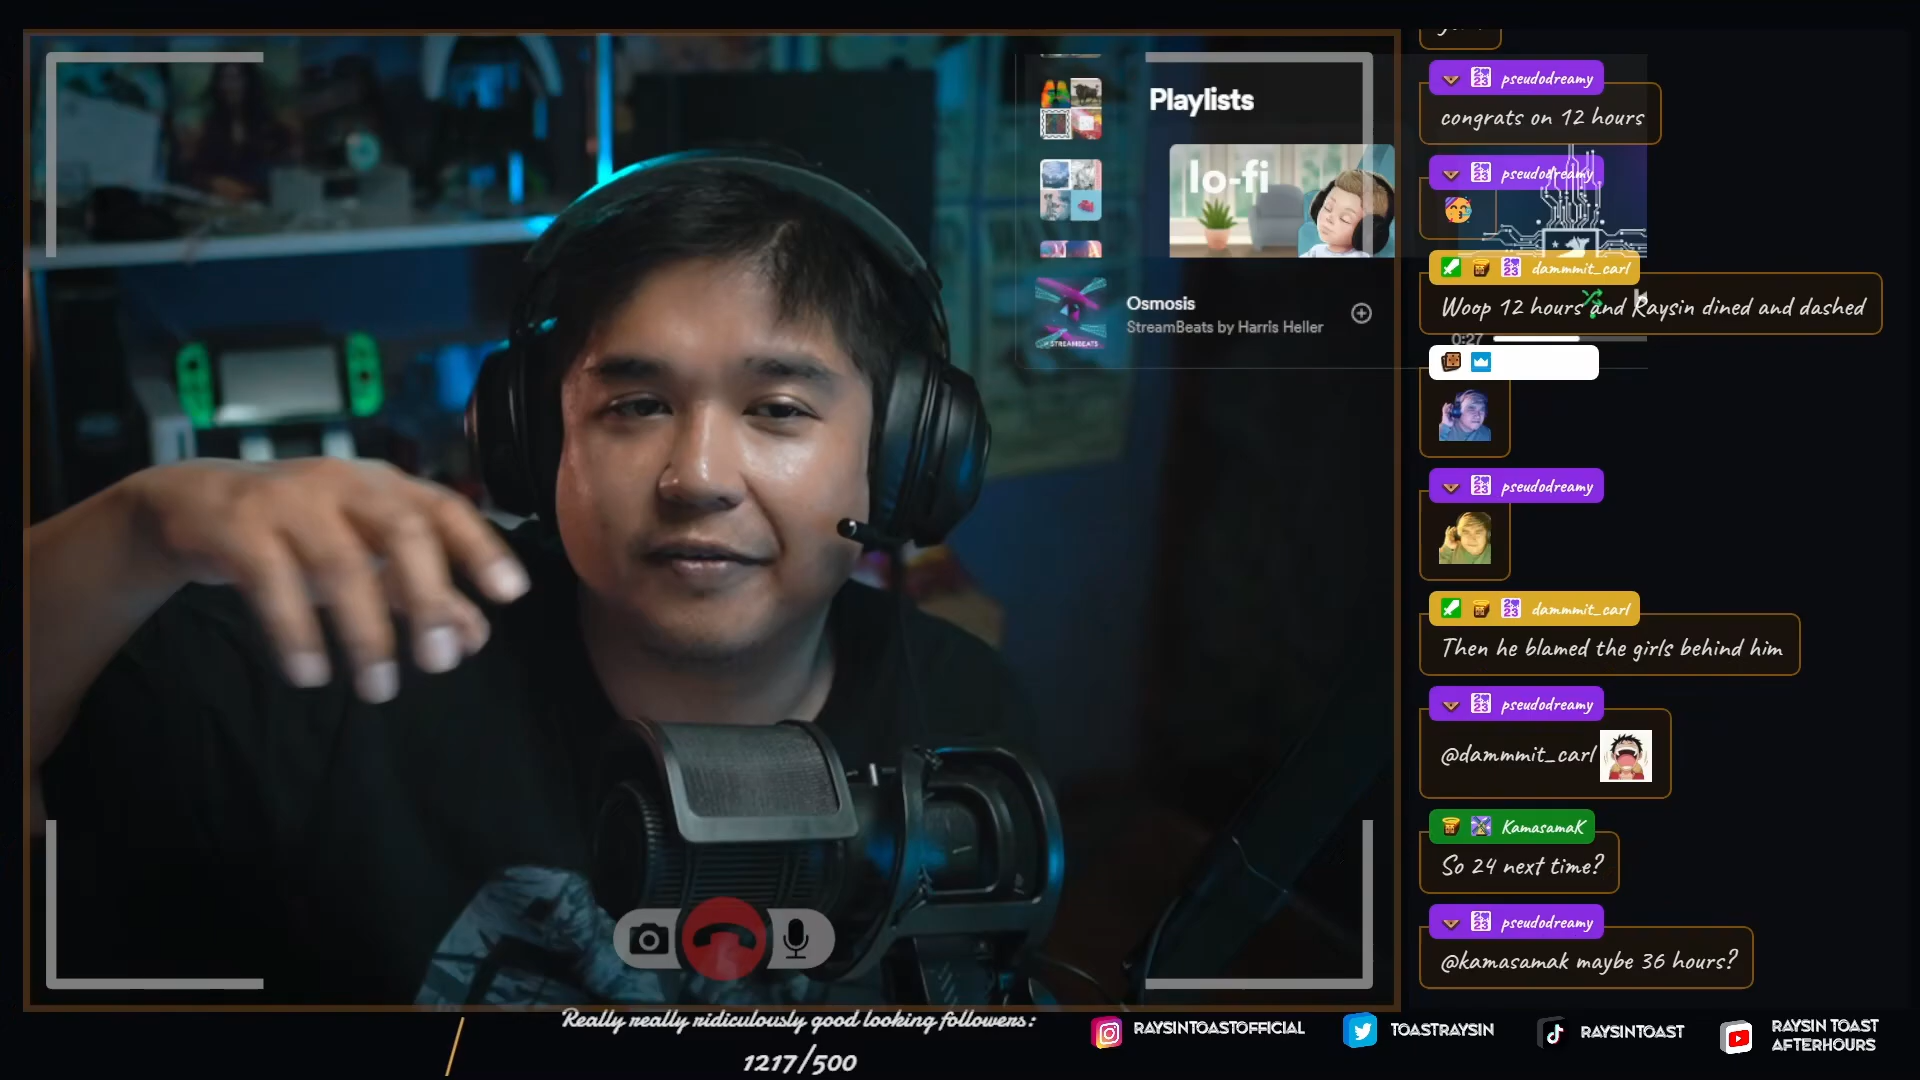 Playlists
lo-fi
Osmosis
StreamBeats by Harris Heller
STREAMBEATS
0:27
pseudodreamy
congrats on 12 hours
pseudodreamy
dammmit_carl
Woop 12 hours and Raysin dined and dashed
pseudodreamy
dammmit_carl
Then he blamed the girls behind him
pseudodreamy
@dammmit_carl
KamasamaK
So 24 next time?
pseudodreamy
@kamasamak maybe 36 hours?
Really really ridiculously good looking followers:
1217/500
RAYSINTOASTOFFICIAL
TOASTRAYSIN
RAYSINTOAST
RAYSIN TOAST
AFTERHOURS